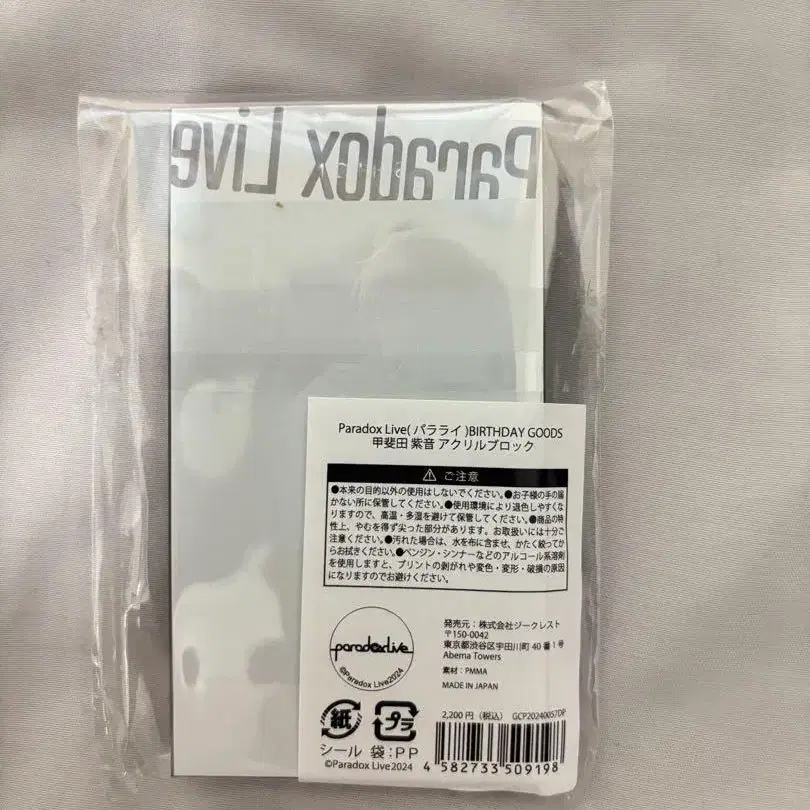 Paradox Live
Paradox Live( パラライ )BIRTHDAY GOODS
甲斐田 紫音 アクリルブロック
⚠ ご注意
●本来の目的以外の使用はしないでください。●お子様の手の届
かない所に保管してください。●使用環境により退色しやすくな
りますので、高温・多湿を避けて保管してください。●商品の特
性上、やむを得ず尖った部分があります。お取扱いには十分ご
注意ください。●汚れた場合は、水を布に含ませ、かたく絞ってか
らお拭きください。●ベンジン・シンナーなどのアルコール系溶剤
を使用しますと、プリントの剥がれや変色・変形・破損の原因
になりますのでお避けください。
paradoxlive
©Paradox Live2024
発売元：株式会社ジークレスト
〒150-0042
東京都渋谷区宇田川町 40 番 1 号
Abema Towers
素材：PMMA
MADE IN JAPAN
紙 プラ
シール 袋：PP
©Paradox Live2024
2,200 円（税込） GCP20240057DP
4 582733 509198